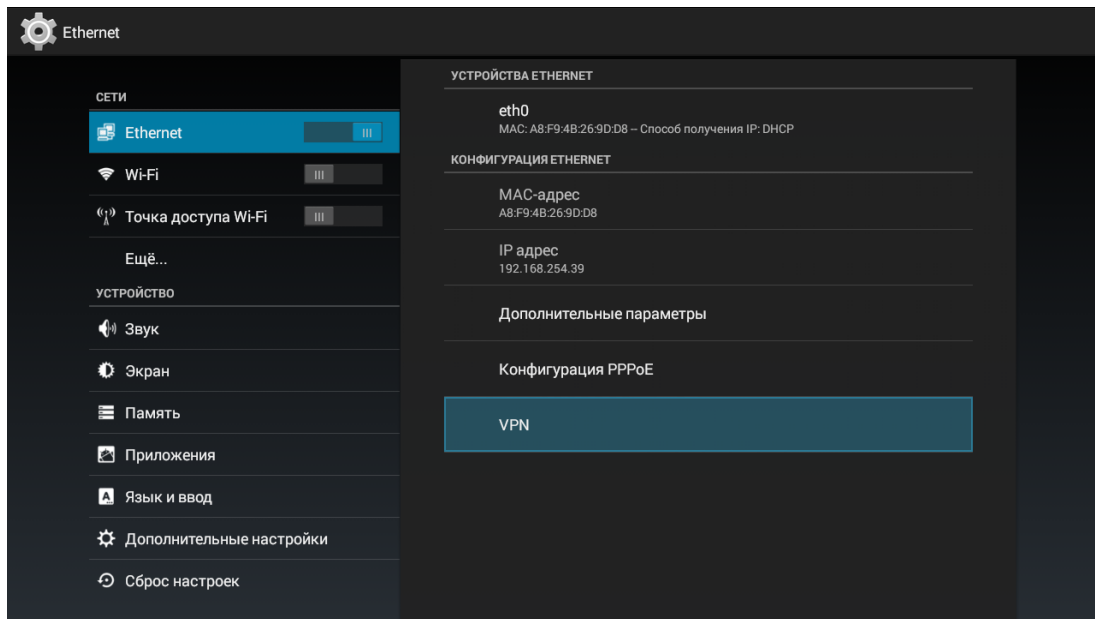 Ethernet
СЕТИ
Ethernet
Wi-Fi
Точка доступа Wi-Fi
Ещё...
УСТРОЙСТВО
Звук
Экран
Память
Приложения
Язык и ввод
Дополнительные настройки
Сброс настроек
УСТРОЙСТВА ETHERNET
eth0
MAC: A8:F9:4B:26:9D:D8 -- Способ получения IP: DHCP
КОНФИГУРАЦИЯ ETHERNET
MAC-адрес
A8:F9:4B:26:9D:D8
IP адрес
192.168.254.39
Дополнительные параметры
Конфигурация PPPoE
VPN